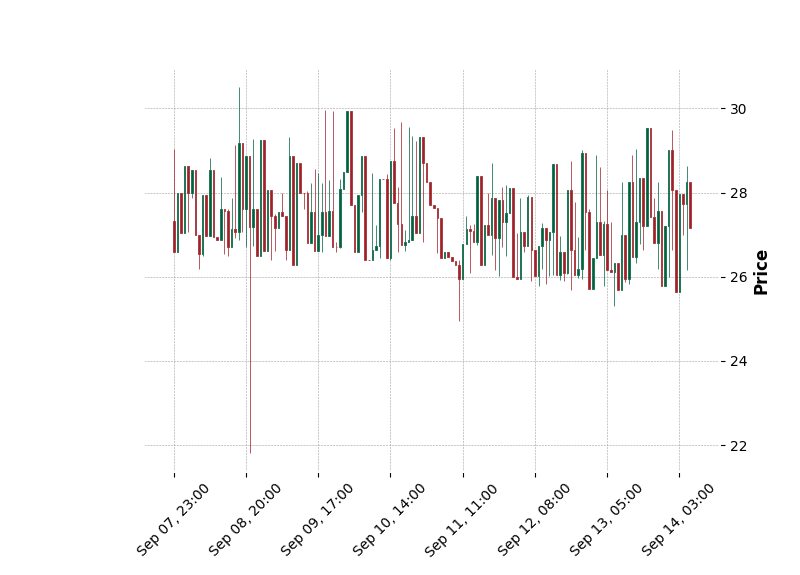 30
28
26
24
22
Price
Sep 07, 23:00
Sep 08, 20:00
Sep 09, 17:00
Sep 10, 14:00
Sep 11, 11:00
Sep 12, 08:00
Sep 13, 05:00
Sep 14, 03:00